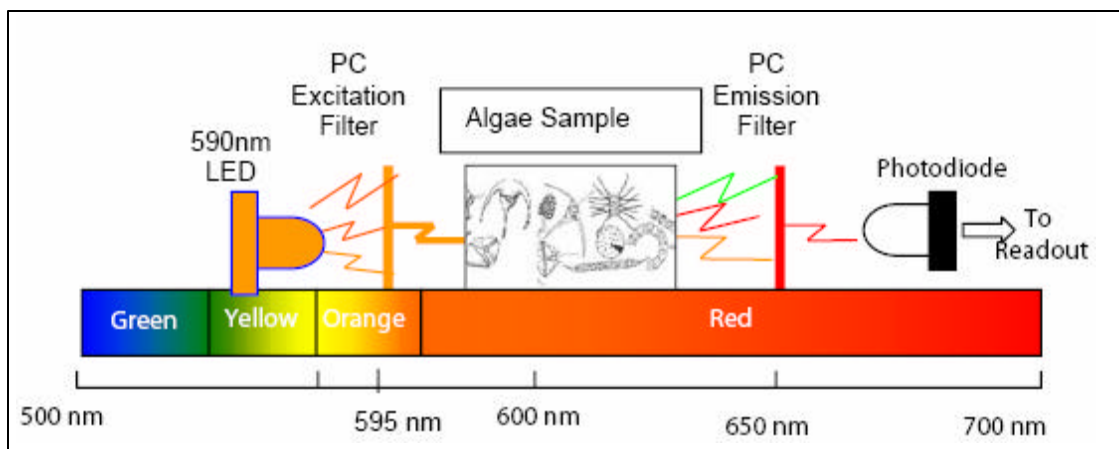 PC
Excitation
Filter
PC
Emission
Filter
Algae Sample
590nm
LED
Photodiode
To
Readout
Green
Yellow
Orange
Red
500 nm
595 nm
600 nm
650 nm
700 nm